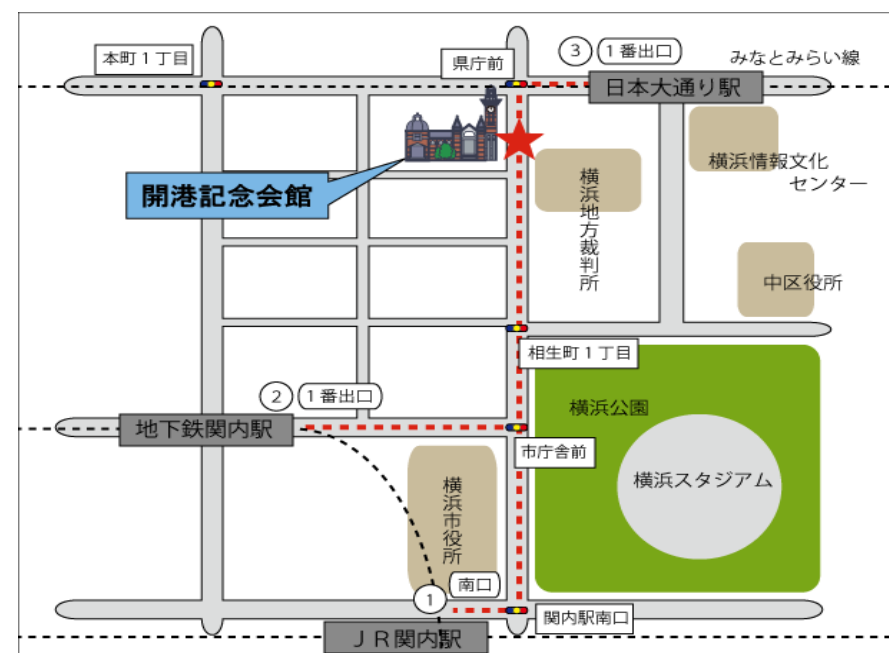 本町1丁目
県庁前
③ 1番出口
みなとみらい線
日本大通り駅
横浜情報文化
センター
開港記念会館
横浜地方裁判所
中区役所
相生町1丁目
② 1番出口
地下鉄関内駅
横浜公園
市庁舎前
横浜スタジアム
横浜市役所
① 南口
関内駅南口
JR関内駅